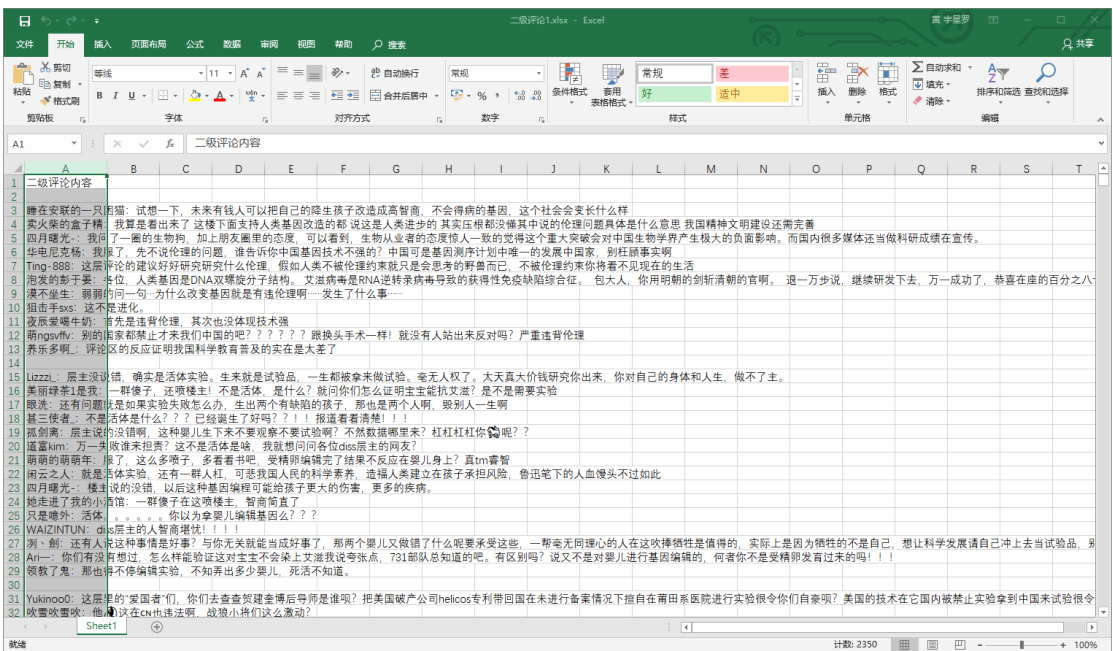 二级评论1.xlsx - Excel
黄 宇星罗
文件 开始 插入 页面布局 公式 数据 审阅 视图 帮助 搜索 共享
剪切 等线 11 自动换行 常规 常规 差 自动求和
粘贴 复制 条件格式 套用表格格式 插入 删除 格式 填充 排序和筛选 查找和选择
格式刷 B I U 合并后居中 % 好 适中 清除
剪贴板 字体 对齐方式 数字 样式 单元格 编辑
A1 fx 二级评论内容
A B C D E F G H I J K L M N O P Q R S T
1 二级评论内容
2
3 睡在安联的一只困猫：试想一下，未来有钱人可以把自己的降生孩子改造成高智商，不会得病的基因，这个社会会变长什么样
4 卖火柴的盒子精：我算是看出来了 这楼下面支持人类基因改造的都 说这是人类进步的 其实压根都没懂其中说的伦理问题具体是什么意思 我国精神文明建设还需完善
5 四月曙光-：我问了一圈的生物狗，加上朋友圈里的态度，可以看到，生物从业者的态度惊人一致的觉得这个重大突破会对中国生物学界产生极大的负面影响。而国内很多媒体还当做科研成绩在宣传。
6 华电尼克杨：我服了，先不说伦理的问题，谁告诉你中国基因技术不强的？中国可是基因测序计划中唯一的发展中国家，别枉顾事实啊
7 Ting-888：这层评论的建议好好研究研究什么伦理，假如人类不被伦理约束就只是会思考的野兽而已，不被伦理约束你将看不见现在的生活
8 泡发的彭于晏：各位，人类基因是DNA双螺旋分子结构。 艾滋病毒是RNA逆转录病毒导致的获得性免疫缺陷综合征。 包大人，你用明朝的剑斩清朝的官啊。 退一万步说，继续研发下去，万一成功了，恭喜在座的百分之八十
9 漠不坐生：弱弱的问一句···为什么改变基因就是有违伦理啊······发生了什么事······
10 狙击手sxs：这不是进化。
11 夜辰爱喝牛奶：首先是违背伦理，其次也没体现技术强
12 萌ngsvffv：别的国家都禁止才来我们中国的吧？？？？？？跟换头手术一样！就没有人站出来反对吗？严重违背伦理
13 养乐多啊_：评论区的反应证明我国科学教育普及的实在是太差了
14
15 Lizzzi_：层主没说错，确实是活体实验。生来就是试验品，一生都被拿来做试验。毫无人权了。太天真大价钱研究你出来，你对自己的身体和人生，做不了主。
16 美丽绿茶1是我：一群傻子，还喷楼主！不是活体，是什么？就问你们怎么证明宝宝能抗艾滋？是不是需要实验
17 眼洗：还有问题就是如果实验失败怎么办，生出两个有缺陷的孩子，那也是两个人啊，毁别人一生啊
18 甚三使者_：不是活体是什么？？？已经诞生了好吗？？！！报道看看清楚！！！
19 孤剑离：层主说的没错啊，这种婴儿生下来不要观察不要试验啊？不然数据哪里来？杠杠杠杠你 呢？？
20 道富kim：万一失败谁来担责？这不是活体是啥，我就想问问各位diss层主的网友？
21 萌萌的萌萌年：服了，这么多喷子，多看看书吧，受精卵编辑完了结果不反应在婴儿身上？真tm睿智
22 闲云之人：就是活体实验，还有一群人杠，可悲我国人民的科学素养，造福人类建立在孩子承担风险，鲁迅笔下的人血馒头不过如此
23 四月曙光-：楼主说的没错，以后这种基因编程可能给孩子更大的伤害，更多的疾病。
24 她走进了我的小酒馆：一群傻子在这喷楼主，智商简直了
25 只是瞻外：活体。。。。。。你以为拿婴儿编辑基因么？？？
26 WAIZINTUN：diss层主的人智商堪忧！！！！
27 冽·劍：还有人说这种事情是好事？与你无关就能当成好事了，那两个婴儿又做错了什么呢要承受这些，一帮毫无同理心的人在这吹捧牺牲是值得的，实际上是因为牺牲的不是自己，想让科学发展请自己冲上去当试验品，别
28 Ari一：你们有没有想过，怎么样能验证这对宝宝不会染上艾滋我说夸张点，731部队总知道的吧。有区别吗？说又不是对婴儿进行基因编辑的，何者你不是受精卵发育过来的吗！！！
29 领教了鬼：那也得不停编辑实验，不知弄出多少婴儿，死活不知。
30
31 Yukinoo0：这层里的“爱国者”们，你们去查查贺建奎博后导师是谁呗？把美国破产公司helicos专利带回国在未进行备案情况下擅自在莆田系医院进行实验很令你们自豪呗？美国的技术在它国内被禁止实验拿到中国来试验很令
32 吹雪吹雪吹：他 这在cn也违法啊，战狼小将们这么激动？
Sheet1
就绪 计数: 2350 100%